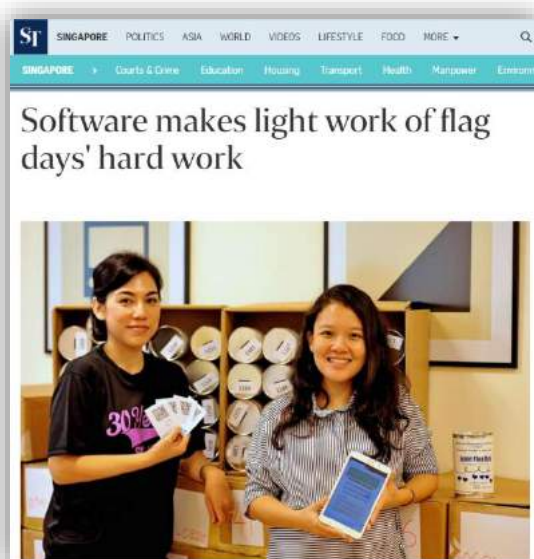 ST SINGAPORE POLITICS ASIA WORLD VIDEOS LIFESTYLE FOOD MORE
SINGAPORE Courts & Crime Education Housing Transport Health Manpower
Software makes light work of flag
days' hard work
30